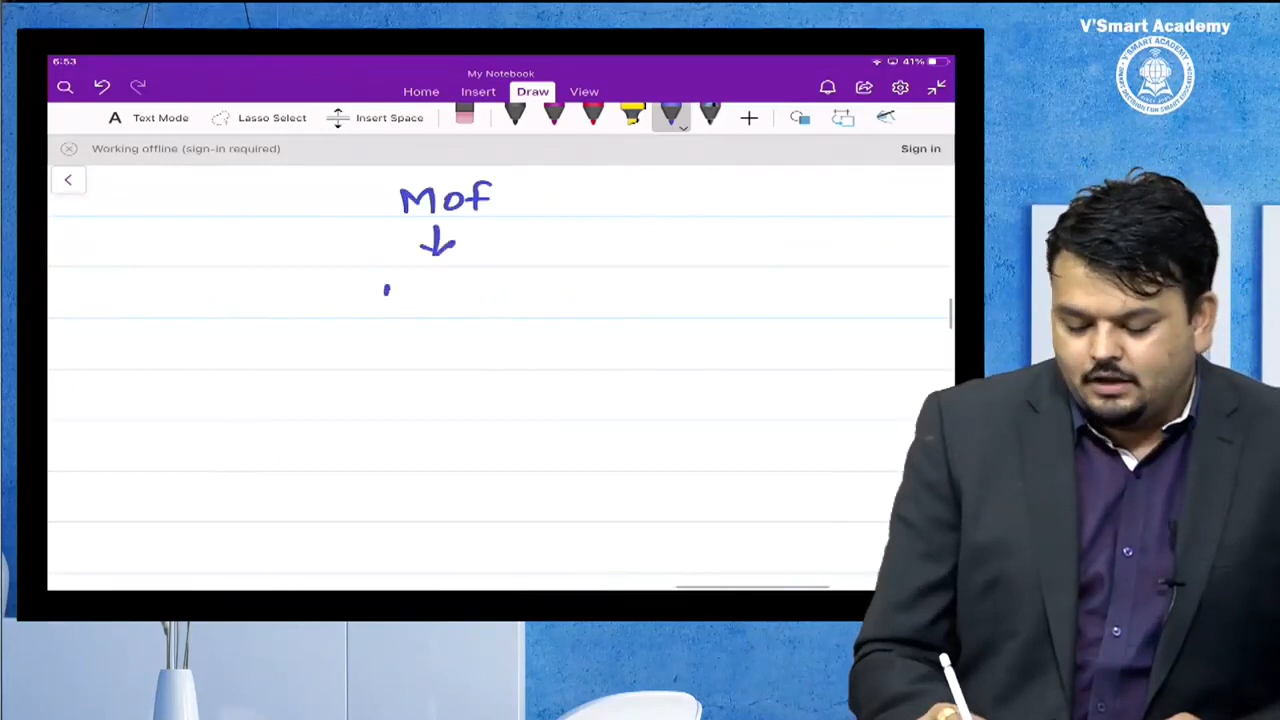 V'Smart Academy
6.53
41%
My Notebook
Home Insert Draw View
Text Mode Lasso Select Insert Space
Working offline (sign-in required) Sign in
Mof